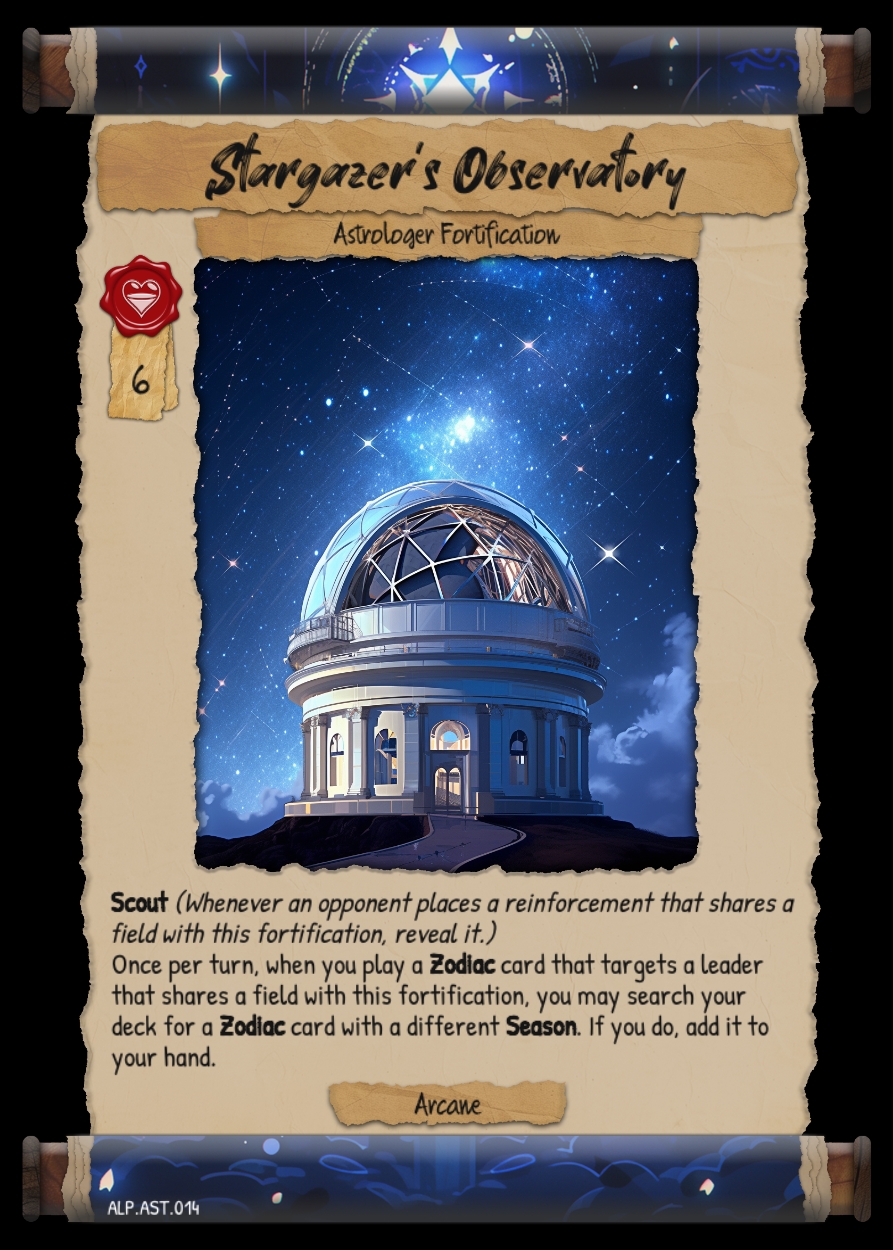 Stargazer's Observatory
Astrologer Fortification
6
Scout (Whenever an opponent places a reinforcement that shares a
field with this fortification, reveal it.)
Once per turn, when you play a Zodiac card that targets a leader
that shares a field with this fortification, you may search your
deck for a Zodiac card with a different Season. If you do, add it to
your hand.
Arcane
ALP.AST.014